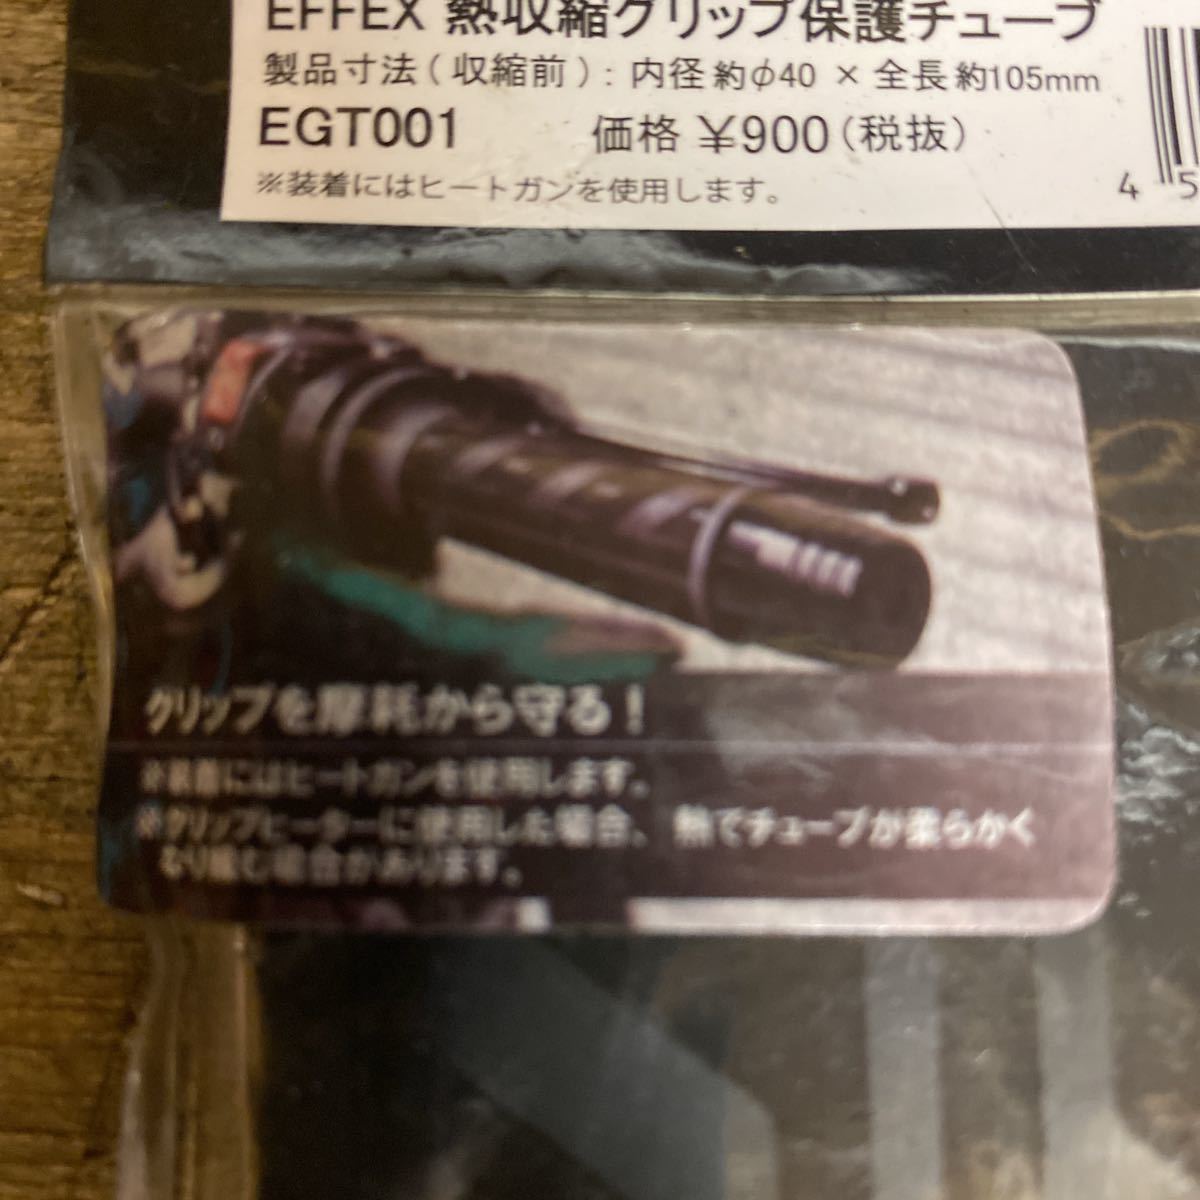 EFFEX 熱収縮グリップ保護チューブ
製品寸法(収縮前): 内径 約φ40 × 全長 約105mm
EGT001 価格 ¥900(税抜)
※装着にはヒートガンを使用します。
4 5
グリップを摩耗から守る!
※装着にはヒートガンを使用します。
※グリップヒーターに使用した場合、熱でチューブが柔らかく
なり緩む場合があります。